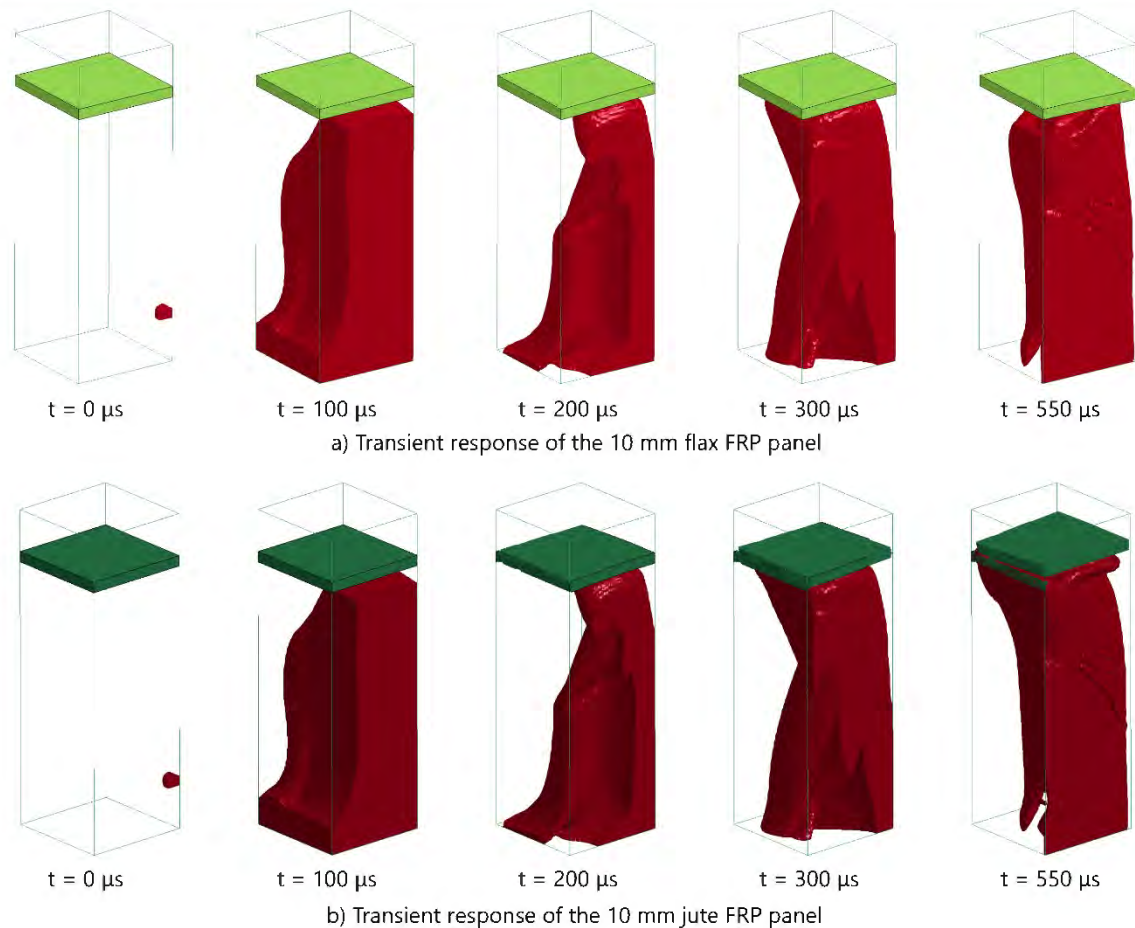 t = 0 µs t = 100 µs t = 200 µs t = 300 µs t = 550 µs
a) Transient response of the 10 mm flax FRP panel
t = 0 µs t = 100 µs t = 200 µs t = 300 µs t = 550 µs
b) Transient response of the 10 mm jute FRP panel